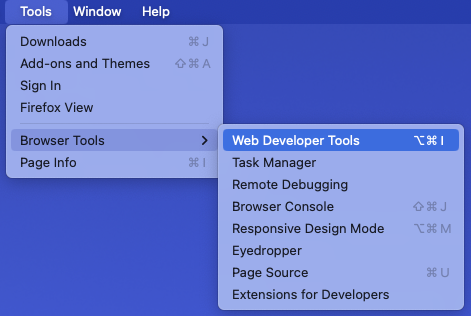 Tools Window Help
Downloads ⌘J
Add-ons and Themes ⇧⌘A
Sign In
Firefox View
Browser Tools
Page Info ⌘I
Web Developer Tools ⌥⌘I
Task Manager
Remote Debugging
Browser Console ⇧⌘J
Responsive Design Mode ⌥⌘M
Eyedropper
Page Source ⌘U
Extensions for Developers